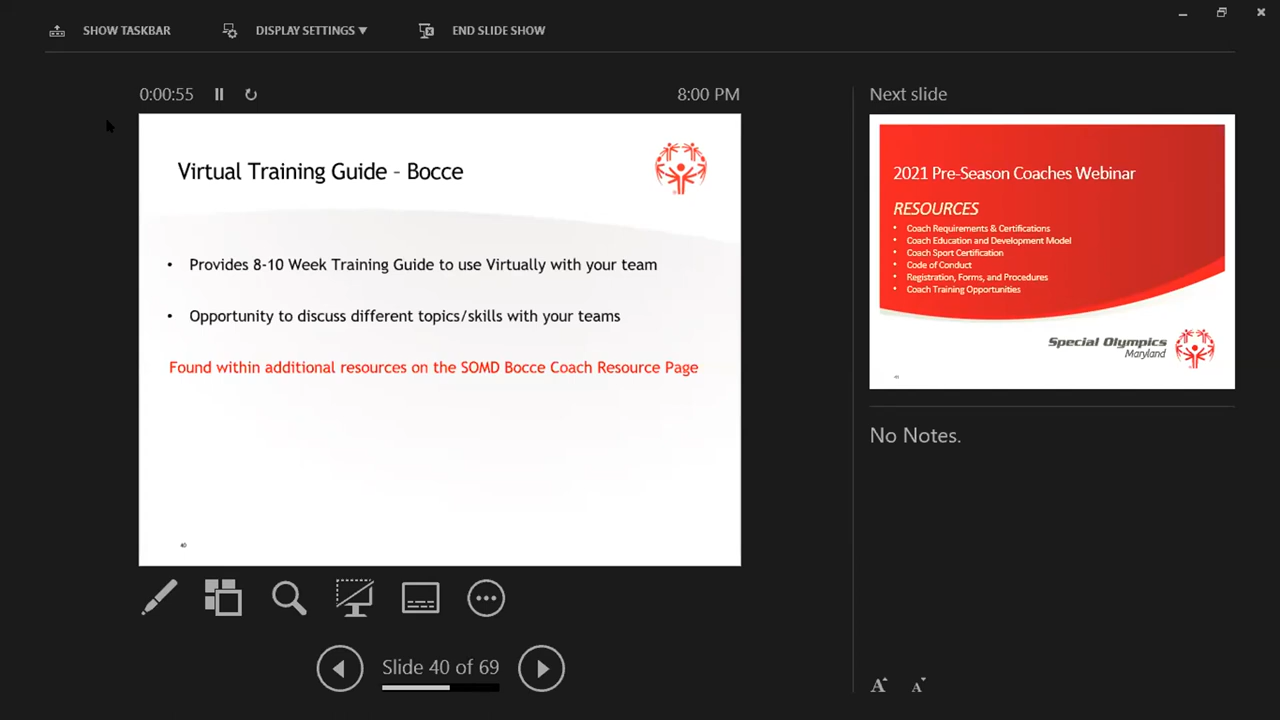 SHOW TASKBAR
DISPLAY SETTINGS ▼
END SLIDE SHOW
0:00:55
8:00 PM
Virtual Training Guide - Bocce
• Provides 8-10 Week Training Guide to use Virtually with your team
• Opportunity to discuss different topics/skills with your teams
Found within additional resources on the SOMD Bocce Coach Resource Page
40
Slide 40 of 69
Next slide
2021 Pre-Season Coaches Webinar
RESOURCES
• Coach Requirements & Certifications
• Coach Education and Development Model
• Coach Sport Certification
• Code of Conduct
• Registration, Forms, and Procedures
• Coach Training Opportunities
Special Olympics
Maryland
No Notes.
A
A